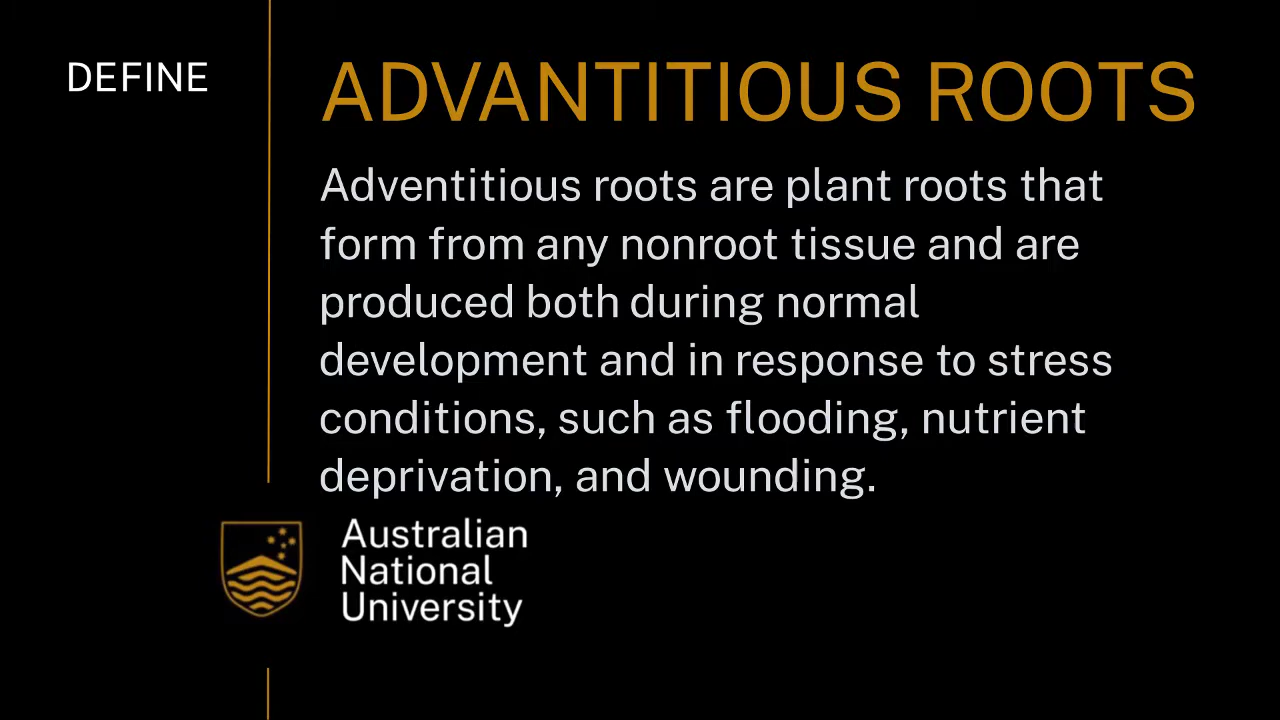 DEFINE
ADVANTITIOUS ROOTS
Adventitious roots are plant roots that
form from any nonroot tissue and are
produced both during normal
development and in response to stress
conditions, such as flooding, nutrient
deprivation, and wounding.
Australian
National
University